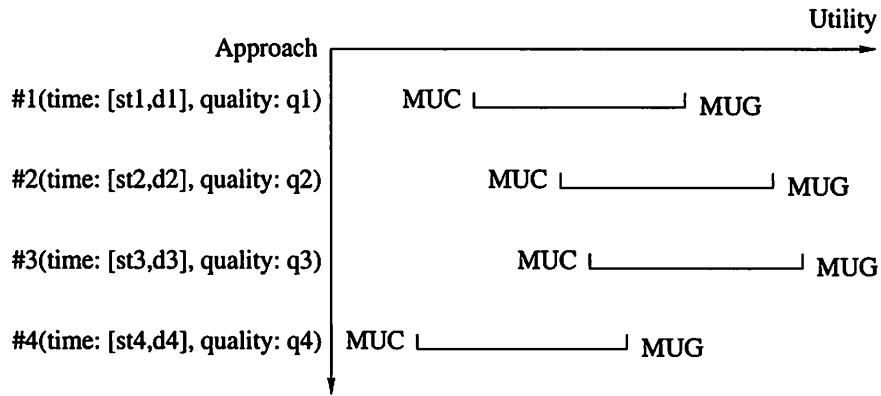 Utility
Approach
#1(time: [st1,d1], quality: q1) MUC MUG
#2(time: [st2,d2], quality: q2) MUC MUG
#3(time: [st3,d3], quality: q3) MUC MUG
#4(time: [st4,d4], quality: q4) MUC MUG